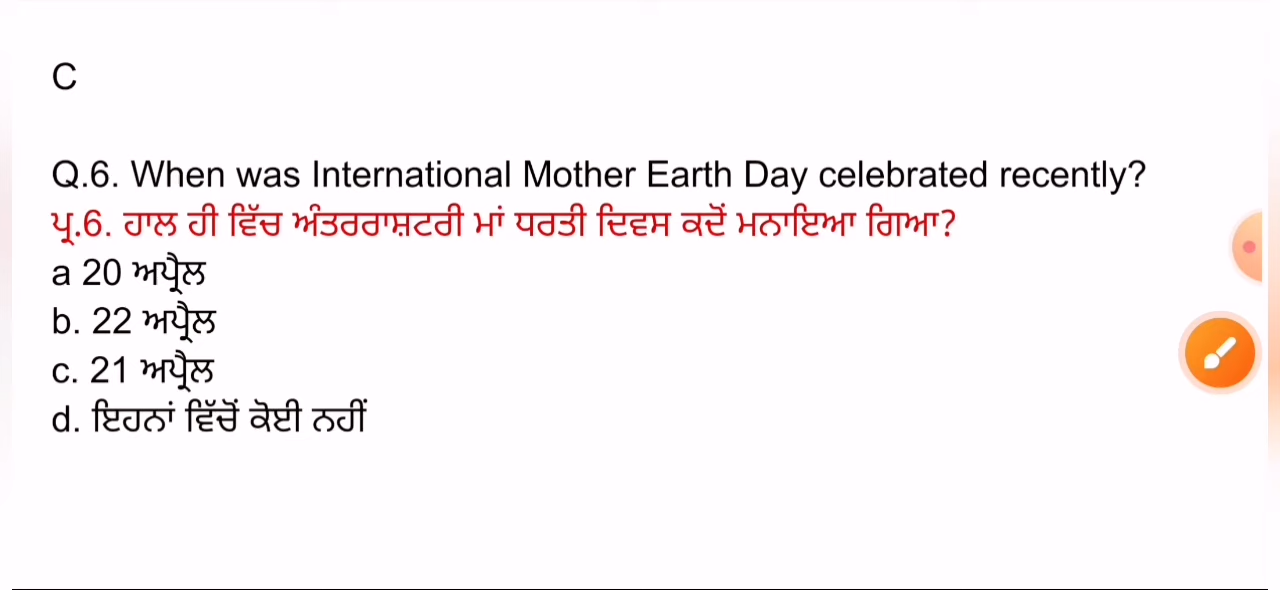 C
Q.6. When was International Mother Earth Day celebrated recently?
ਪ੍ਰ.6. ਹਾਲ ਹੀ ਵਿੱਚ ਅੰਤਰਰਾਸ਼ਟਰੀ ਮਾਂ ਧਰਤੀ ਦਿਵਸ ਕਦੋਂ ਮਨਾਇਆ ਗਿਆ?
a 20 ਅਪ੍ਰੈਲ
b. 22 ਅਪ੍ਰੈਲ
c. 21 ਅਪ੍ਰੈਲ
d. ਇਹਨਾਂ ਵਿੱਚੋਂ ਕੋਈ ਨਹੀਂ